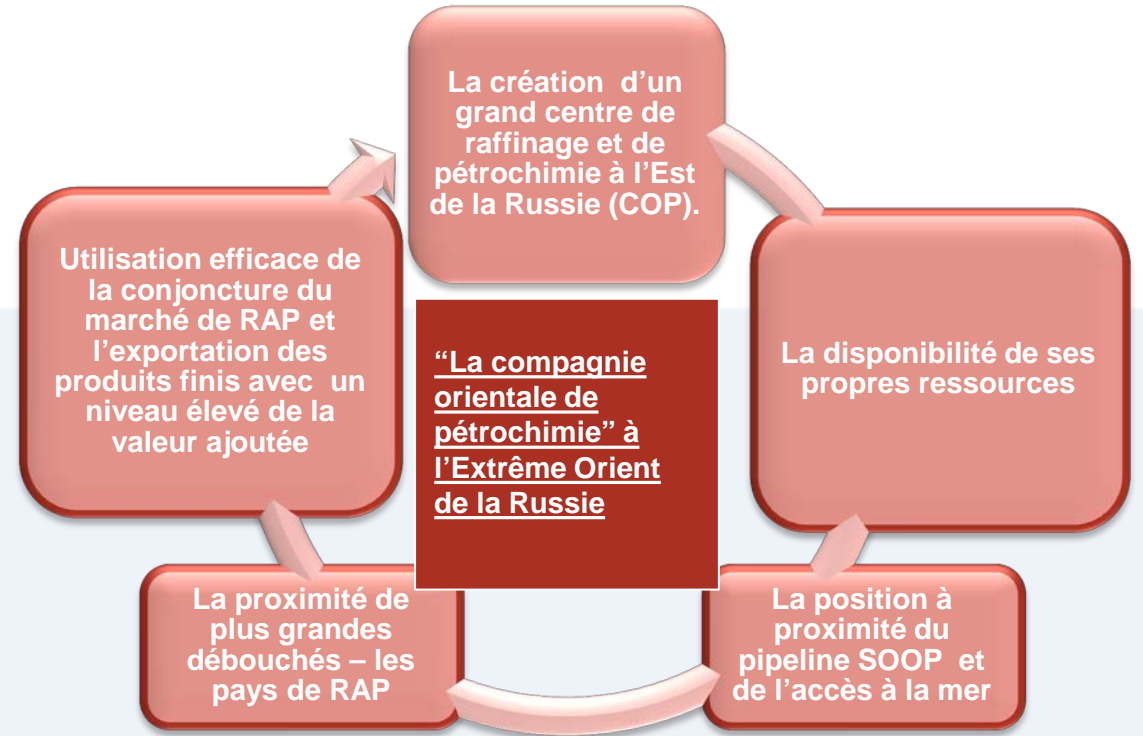 La création d’un
grand centre de
raffinage et de
pétrochimie à l’Est
de la Russie (COP).
La disponibilité de ses
propres ressources
La position à
proximité du
pipeline SOOP et
de l’accès à la mer
La proximité de
plus grandes
débouchés – les
pays de RAP
Utilisation efficace de
la conjoncture du
marché de RAP et
l’exportation des
produits finis avec un
niveau élevé de la
valeur ajoutée
“La compagnie
orientale de
pétrochimie” à
l’Extrême Orient
de la Russie